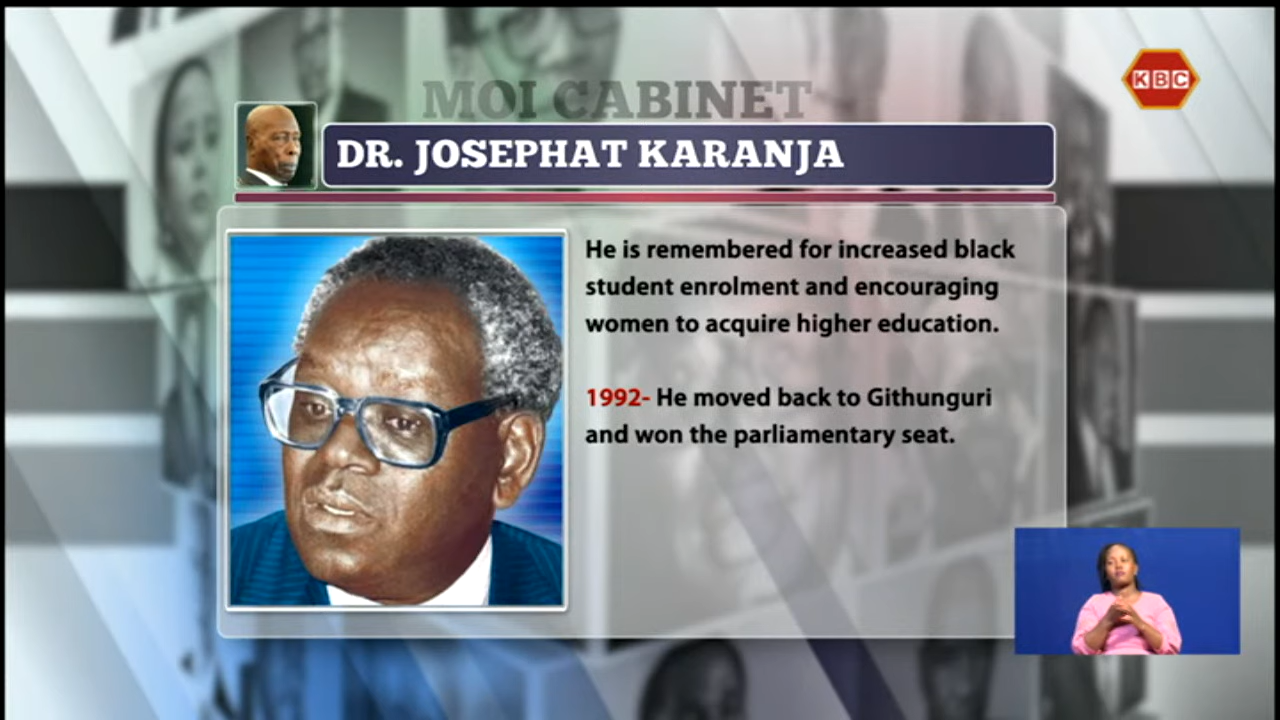 MOI CABINET
KBC
DR. JOSEPHAT KARANJA
He is remembered for increased black
student enrolment and encouraging
women to acquire higher education.
1992- He moved back to Githunguri
and won the parliamentary seat.